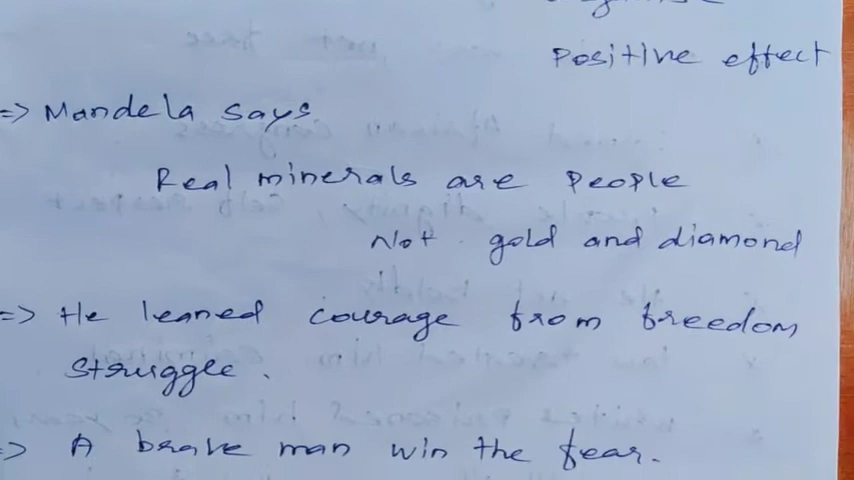 Positive effect
=> Mandela says
Real minerals are People
Not gold and diamond
=> He leaned courage from freedom
struggle.
=> A brave man win the fear.